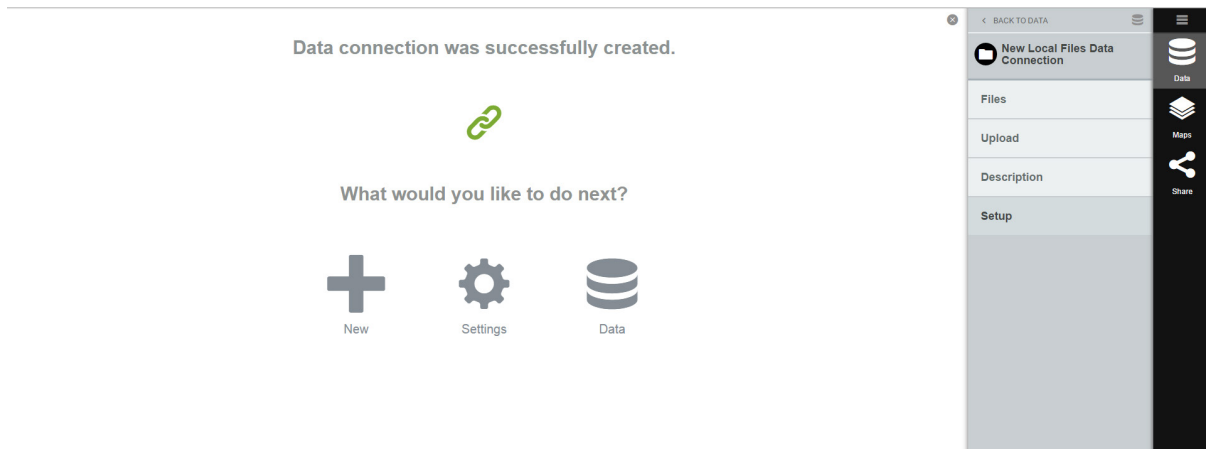 Data connection was successfully created.
What would you like to do next?
New
Settings
Data
< BACK TO DATA
New Local Files Data
Connection
Files
Upload
Description
Setup
Data
Maps
Share